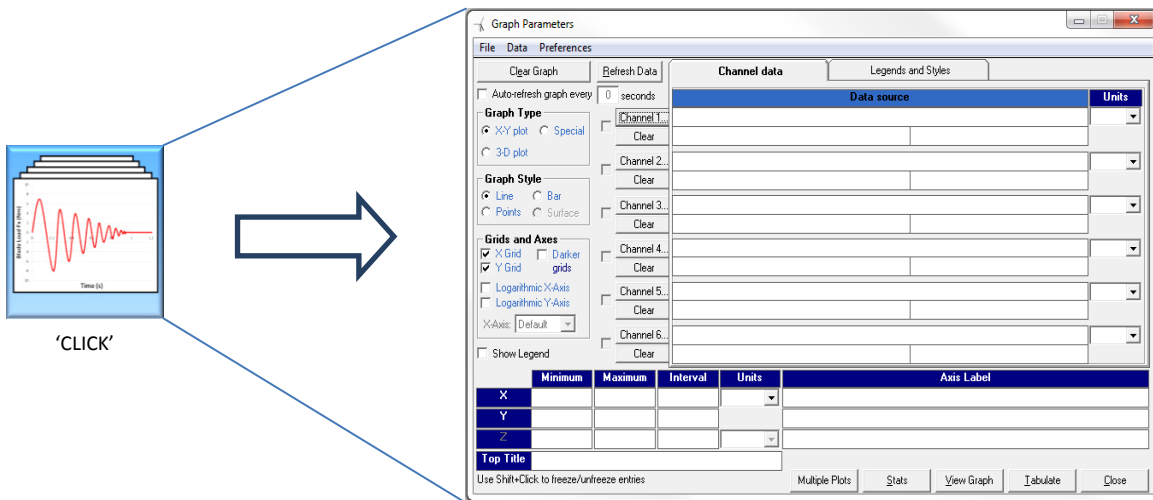 Graph Parameters
File Data Preferences
Clear Graph Refresh Data Channel data Legends and Styles
Auto-refresh graph every 0 seconds
Data source Units
Graph Type
X-Y plot Special
3-D plot
Channel 1...
Clear
Channel 2...
Clear
Graph Style
Line Bar
Points Surface
Channel 3...
Clear
Grids and Axes
X Grid Darker
Y Grid grids
Logarithmic X-Axis
Logarithmic Y-Axis
X-Axis: Default
Channel 4...
Clear
Channel 5...
Clear
Channel 6...
Clear
Show Legend
Minimum Maximum Interval Units Axis Label
X
Y
Z
Top Title
Use Shift+Click to freeze/unfreeze entries
Multiple Plots Stats View Graph Tabulate Close
Blade Load Fx (Nm)
Time (s)
'CLICK'